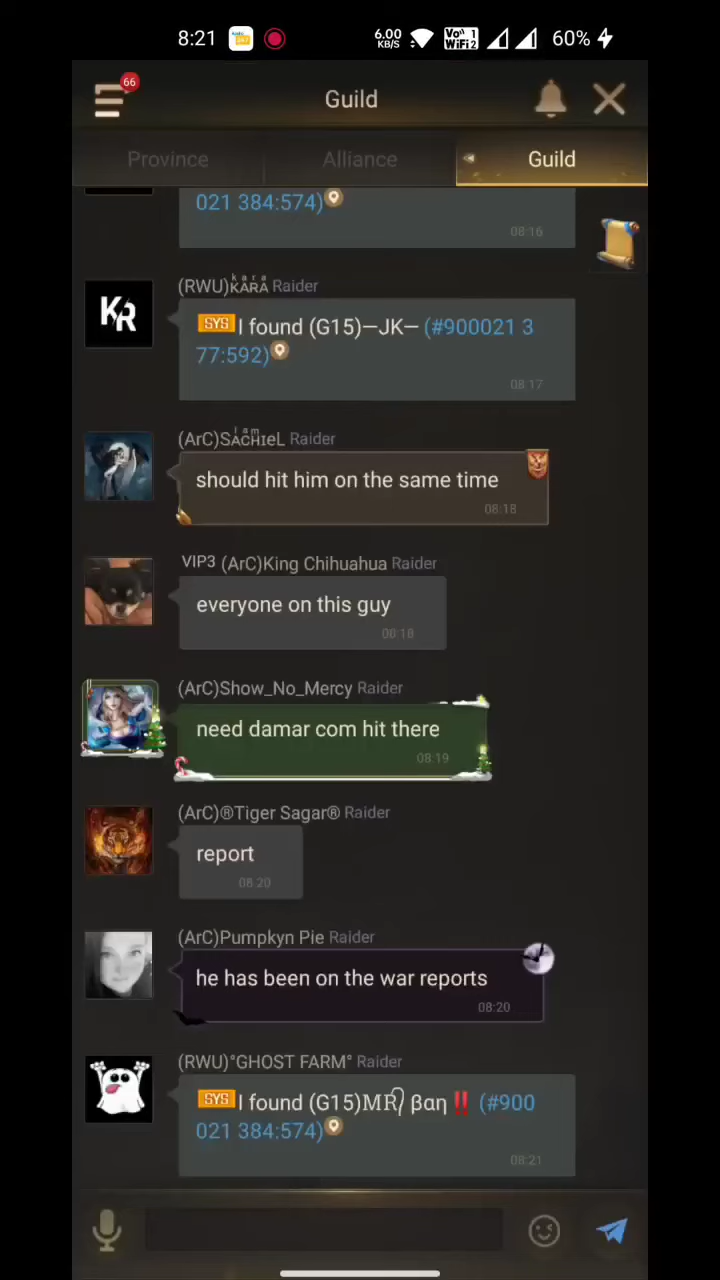 8:21
6.00 KB/S
Vo)) 1 WiFi 2
60%
66
Guild
Province
Alliance
Guild
021 384:574)
08:16
(RWU)KARA Raider
KR
SYS I found (G15)—JK— (#900021 3
77:592)
08:17
(ArC)SACHIeL Raider
should hit him on the same time
08:18
VIP3 (ArC)King Chihuahua Raider
everyone on this guy
08:18
(ArC)Show_No_Mercy Raider
need damar com hit there
08:19
(ArC)®Tiger Sagar® Raider
report
08:20
(ArC)Pumpkyn Pie Raider
he has been on the war reports
08:20
(RWU)°GHOST FARM° Raider
SYS I found (G15)MR᭄ βαη‼️ (#900
021 384:574)
08:21